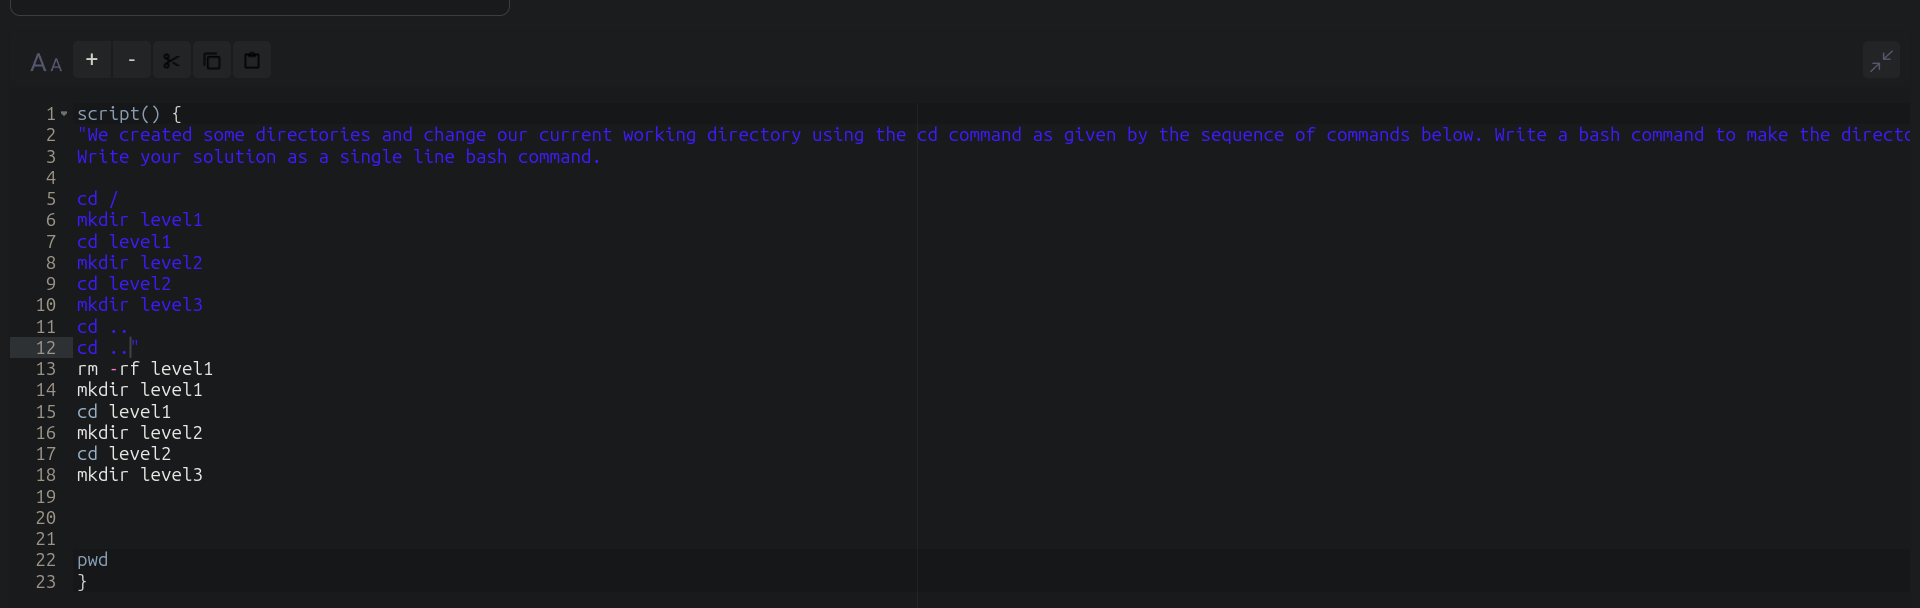 AA + -
1 script() {
2 "We created some directories and change our current working directory using the cd command as given by the sequence of commands below. Write a bash command to make the
3 Write your solution as a single line bash command.
4
5 cd /
6 mkdir level1
7 cd level1
8 mkdir level2
9 cd level2
10 mkdir level3
11 cd ..
12 cd .."
13 rm -rf level1
14 mkdir level1
15 cd level1
16 mkdir level2
17 cd level2
18 mkdir level3
19
20
21
22 pwd
23 }